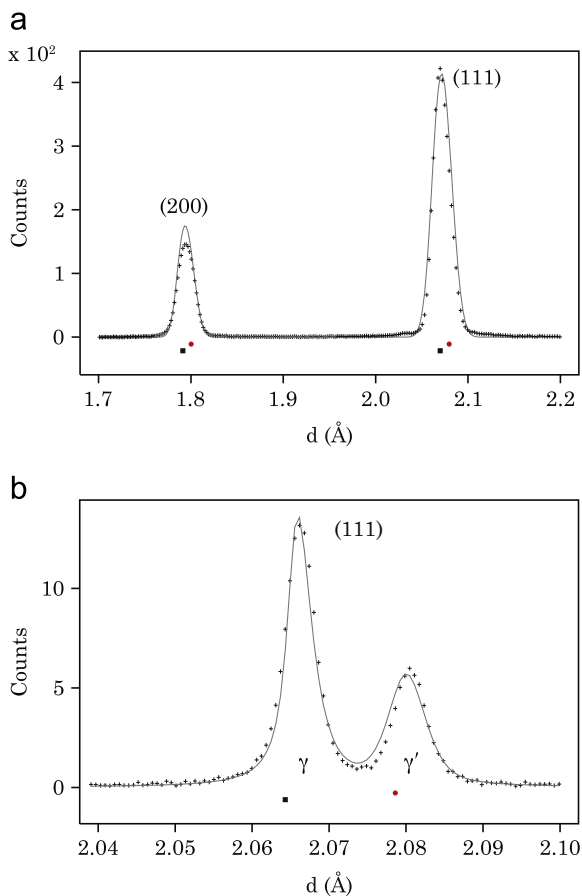 a
x 10²
4
3
2
1
0
Counts
(200)
(111)
1.7 1.8 1.9 2.0 2.1 2.2
d (Å)
b
10
5
0
Counts
(111)
γ γ′
2.04 2.05 2.06 2.07 2.08 2.09 2.10
d (Å)